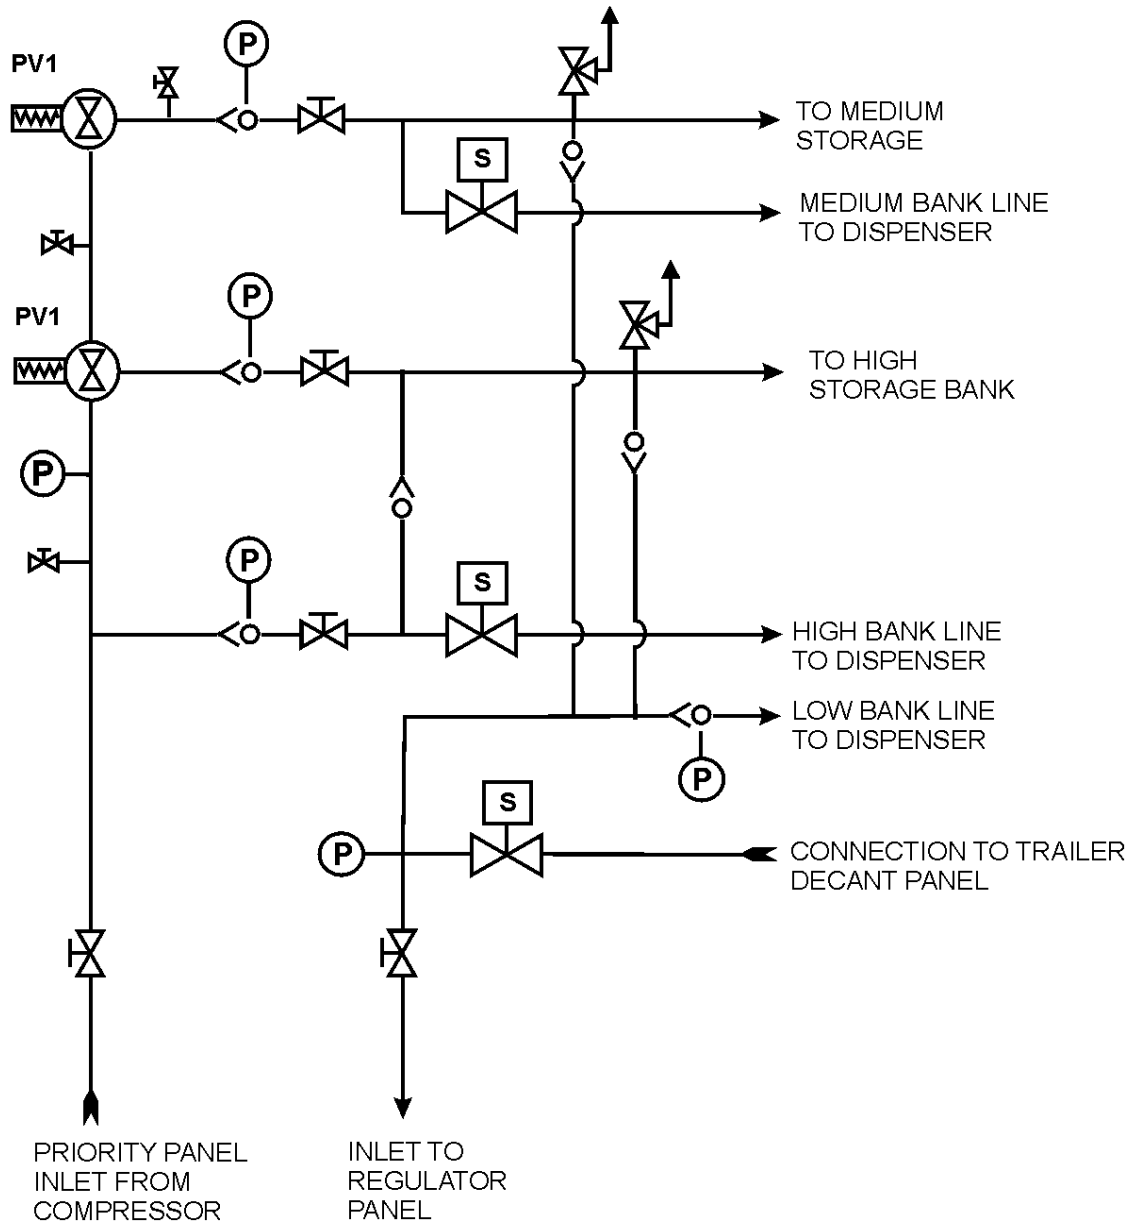 P
PV1
TO MEDIUM
STORAGE
S
MEDIUM BANK LINE
TO DISPENSER
P
PV1
TO HIGH
STORAGE BANK
P
P
S
HIGH BANK LINE
TO DISPENSER
LOW BANK LINE
TO DISPENSER
P
S
P
CONNECTION TO TRAILER
DECANT PANEL
PRIORITY PANEL
INLET FROM
COMPRESSOR
INLET TO
REGULATOR
PANEL